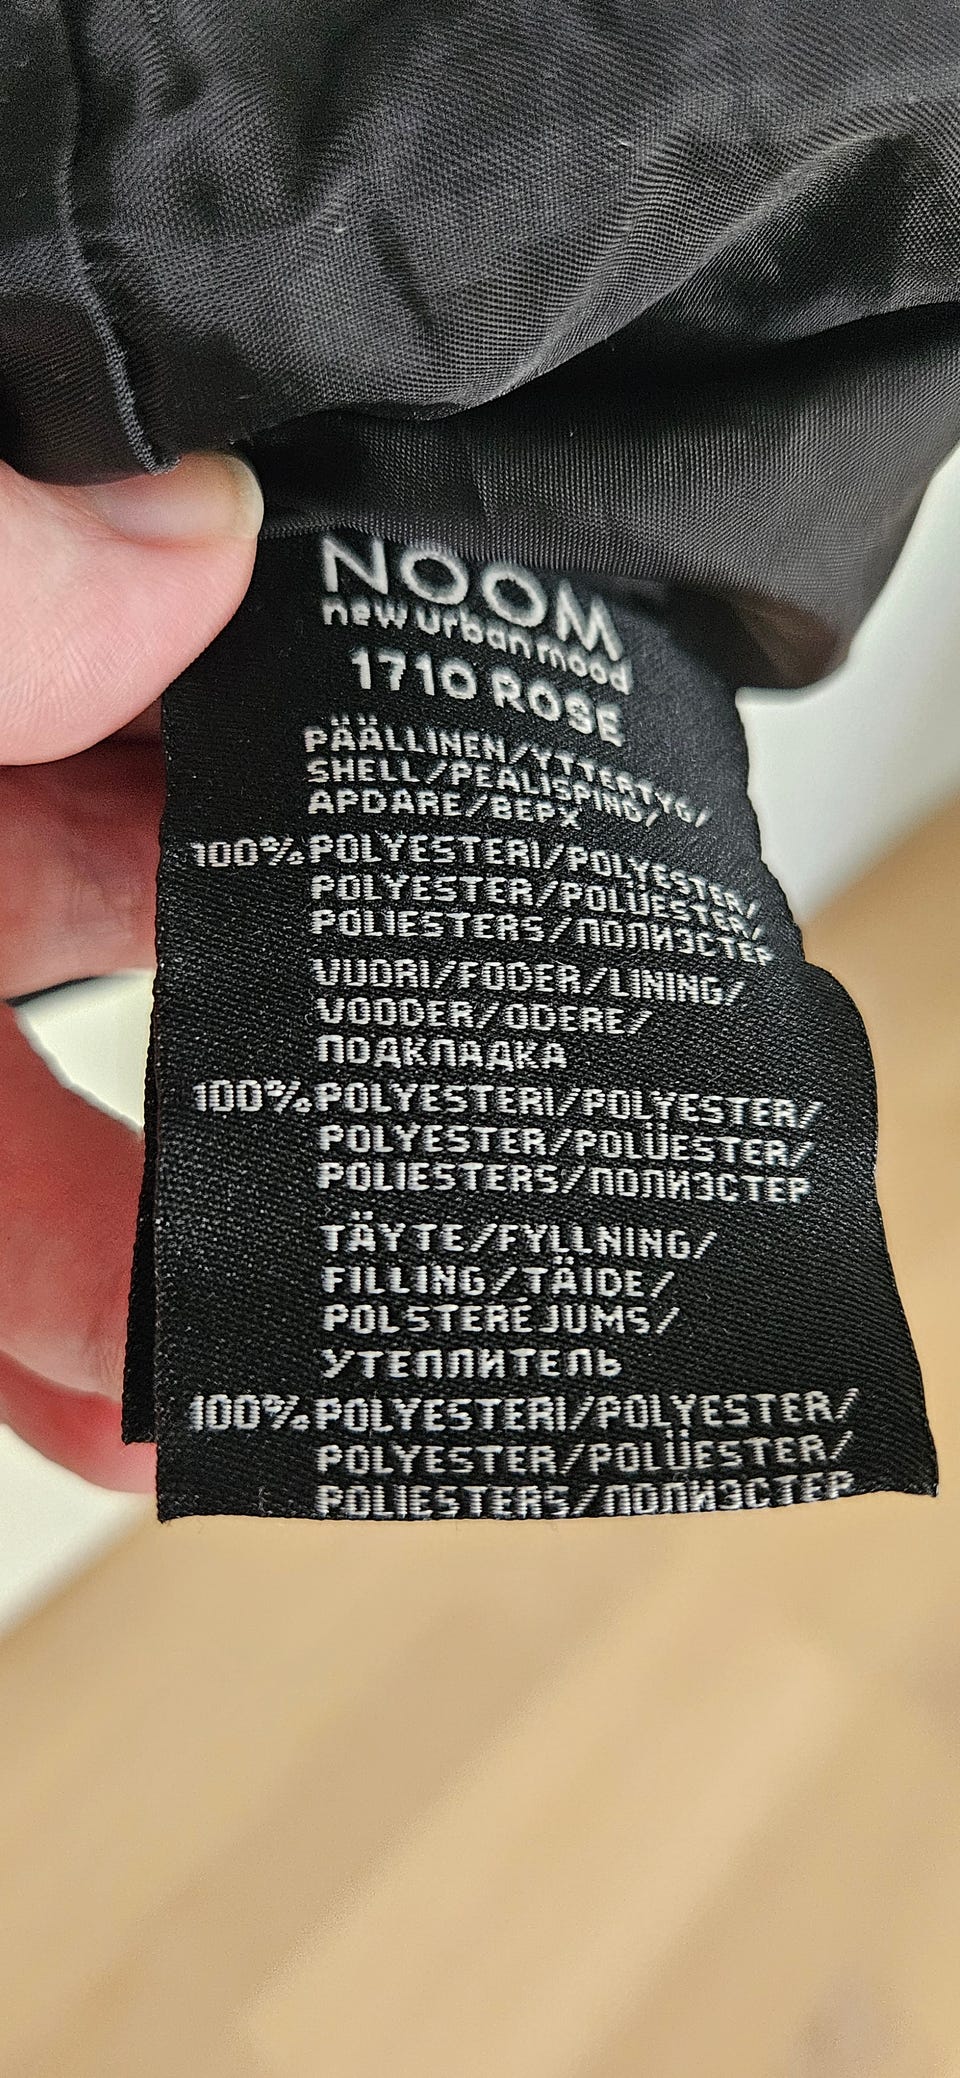 NOOM
new urban mood
1710 ROSE
PÄÄLLINEN/YTTERTYG/
SHELL/PEALISPIND/
APDARE/ВЕРХ
100% POLYESTERI/POLYESTER/
POLYESTER/POLÜESTER/
POLIESTERS/ПОЛИЭСТЕР
VUORI/FODER/LINING/
VOODER/ODERE/
ПОДКЛАДКА
100% POLYESTERI/POLYESTER/
POLYESTER/POLÜESTER/
POLIESTERS/ПОЛИЭСТЕР
TÄYTE/FYLLNING/
FILLING/TÄIDE/
POLSTERĒJUMS/
УТЕПЛИТЕЛЬ
100% POLYESTERI/POLYESTER/
POLYESTER/POLÜESTER/
POLIESTERS/ПОЛИЭСТЕР